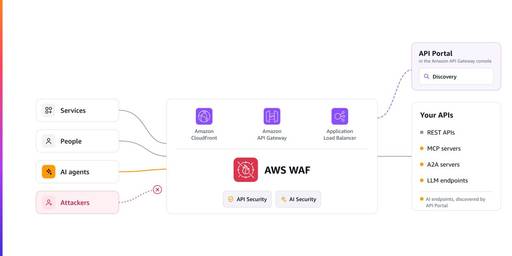 API Portal
in the Amazon API Gateway console
Discovery
Services
People
AI agents
Attackers
Amazon
CloudFront
Amazon
API Gateway
Application
Load Balancer
AWS WAF
API Security
AI Security
Your APIs
REST APIs
MCP servers
A2A servers
LLM endpoints
AI endpoints, discovered by
API Portal